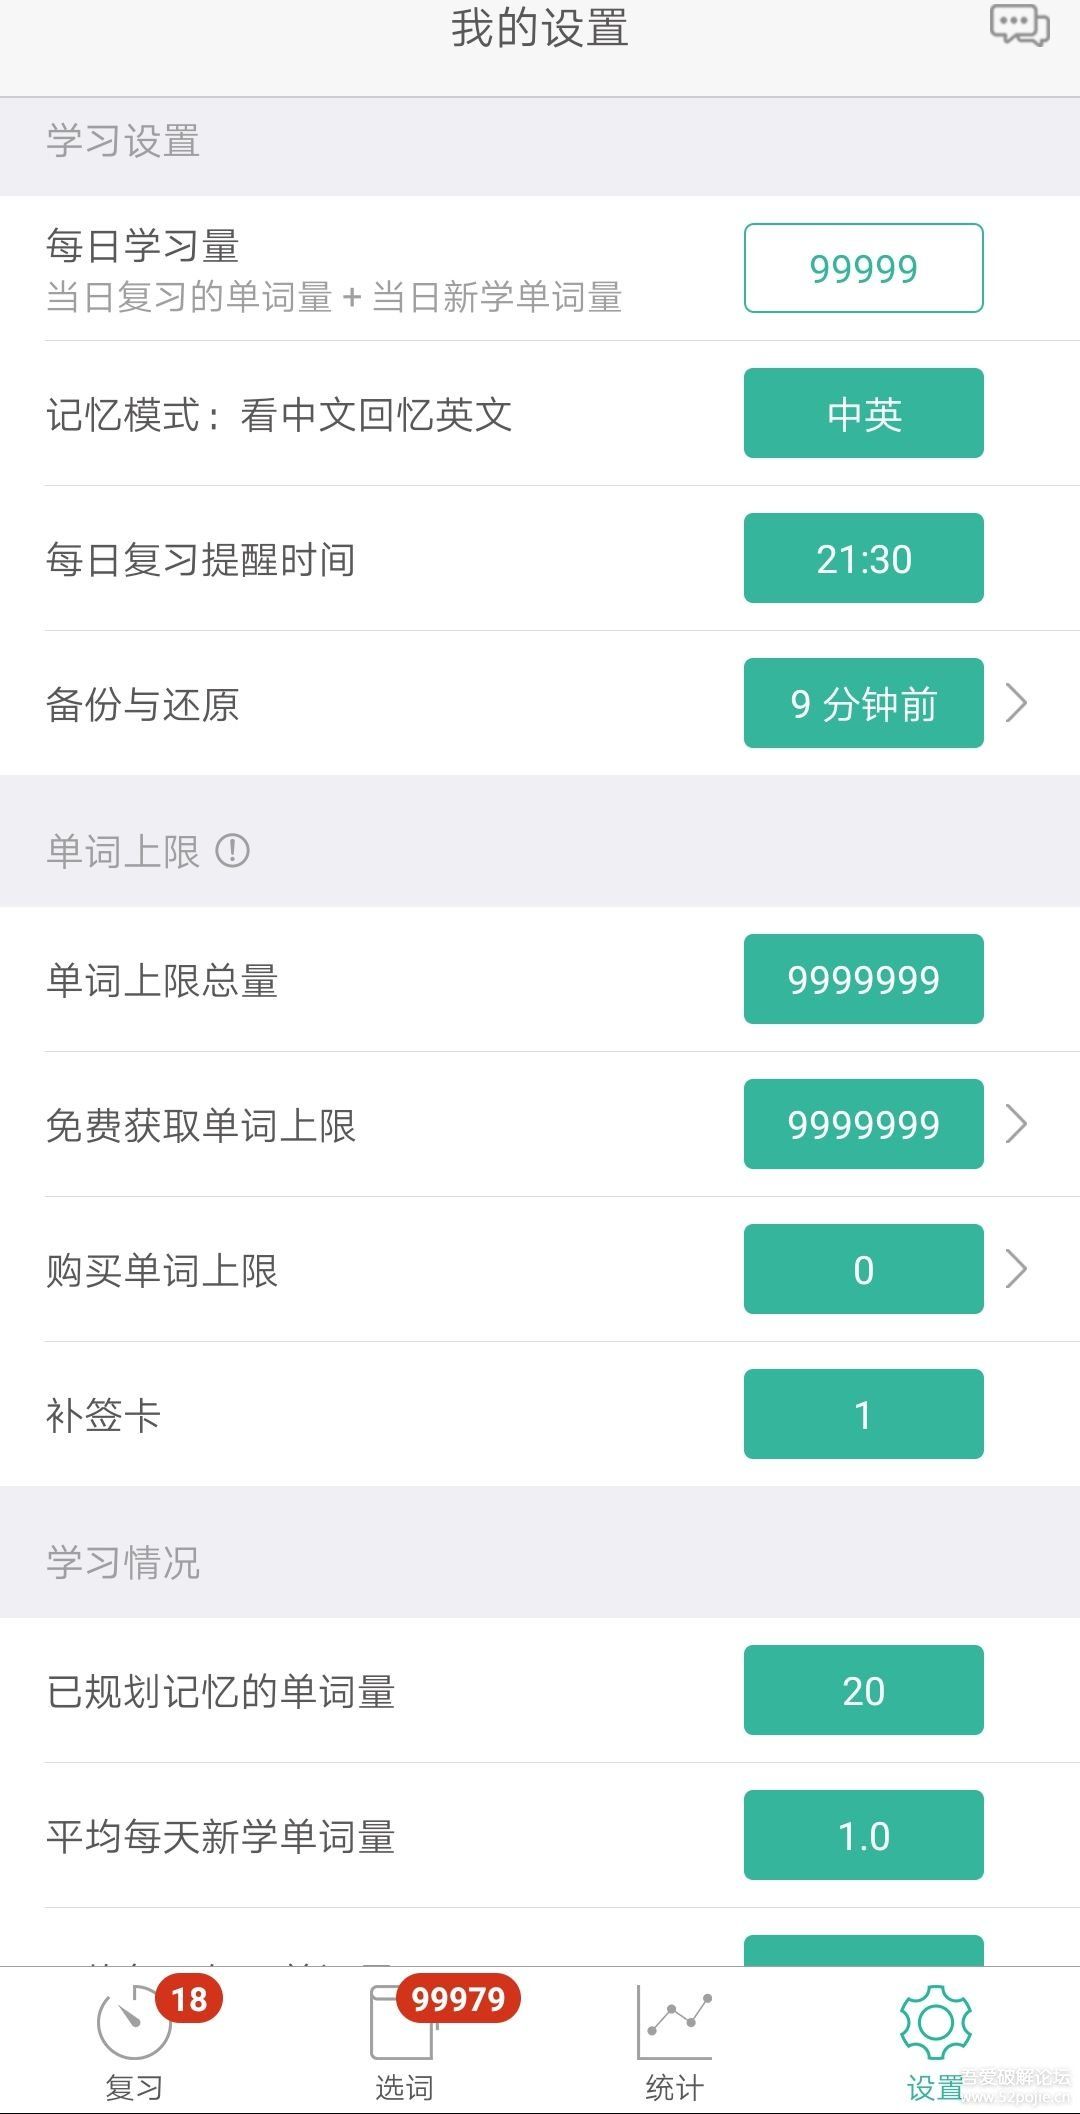 我的设置
学习设置
每日学习量
99999
当日复习的单词量 + 当日新学单词量
记忆模式：看中文回忆英文
中英
每日复习提醒时间
21:30
备份与还原
9 分钟前
单词上限
单词上限总量
9999999
免费获取单词上限
9999999
购买单词上限
0
补签卡
1
学习情况
已规划记忆的单词量
20
平均每天新学单词量
1.0
18
99979
复习
选词
统计
设置
吾爱破解论坛
www.52pojie.cn